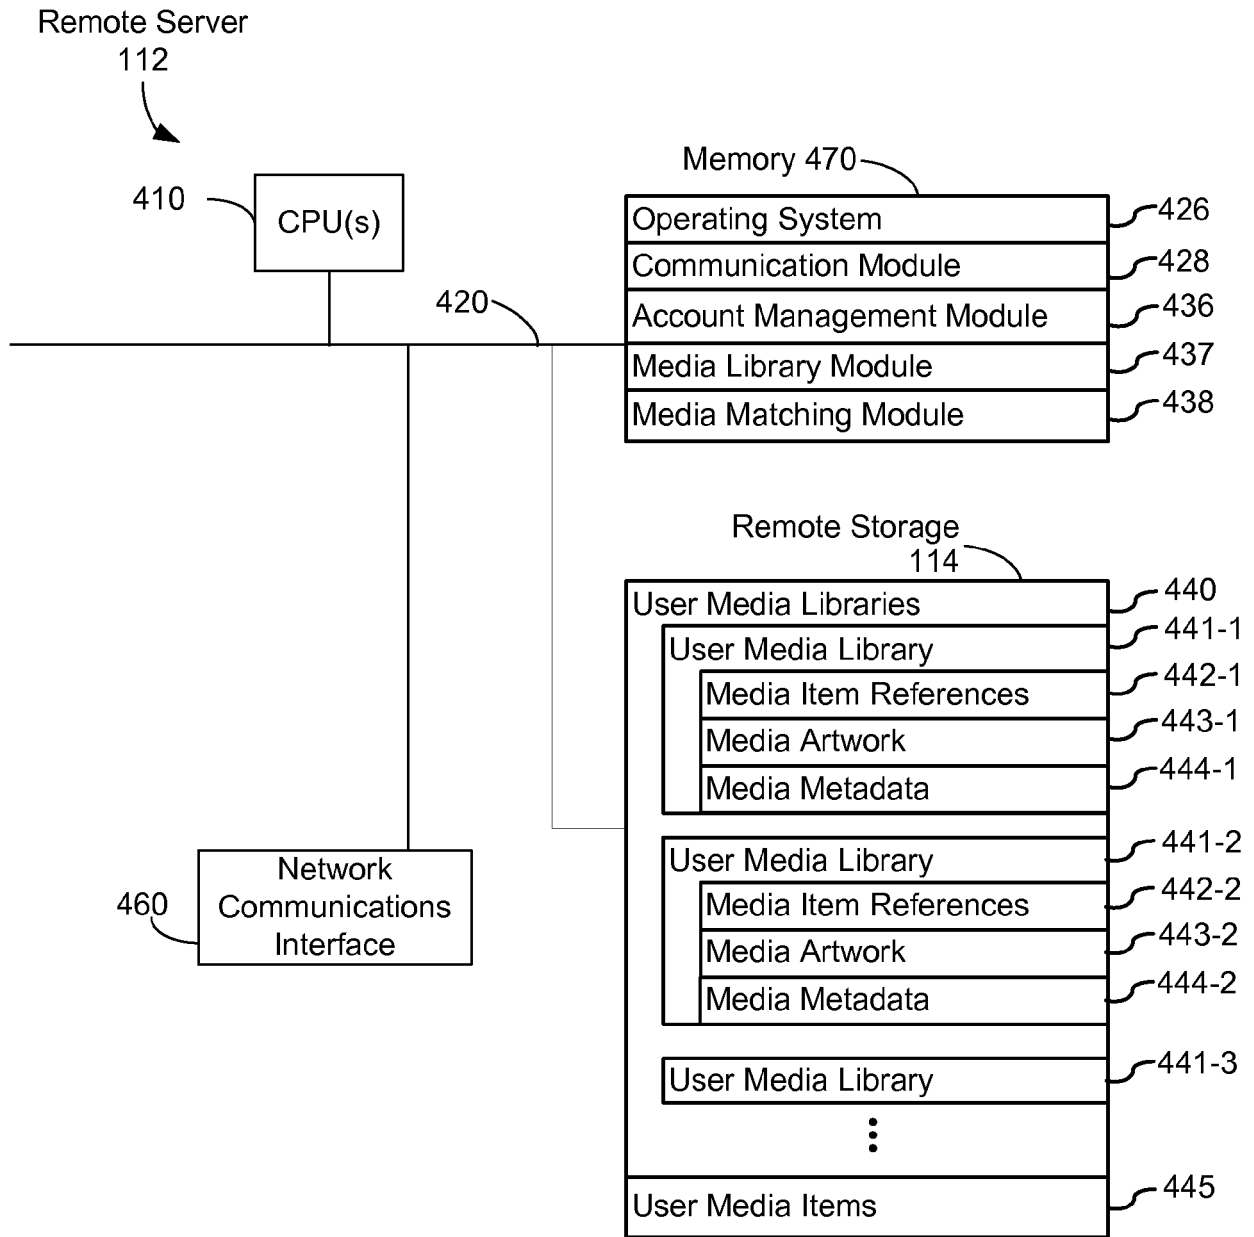 Remote Server
112
410
CPU(s)
420
Memory 470
Operating System 426
Communication Module 428
Account Management Module 436
Media Library Module 437
Media Matching Module 438
Remote Storage
114
User Media Libraries 440
User Media Library 441-1
Media Item References 442-1
Media Artwork 443-1
Media Metadata 444-1
User Media Library 441-2
Media Item References 442-2
Media Artwork 443-2
Media Metadata 444-2
User Media Library 441-3
User Media Items 445
460
Network
Communications
Interface